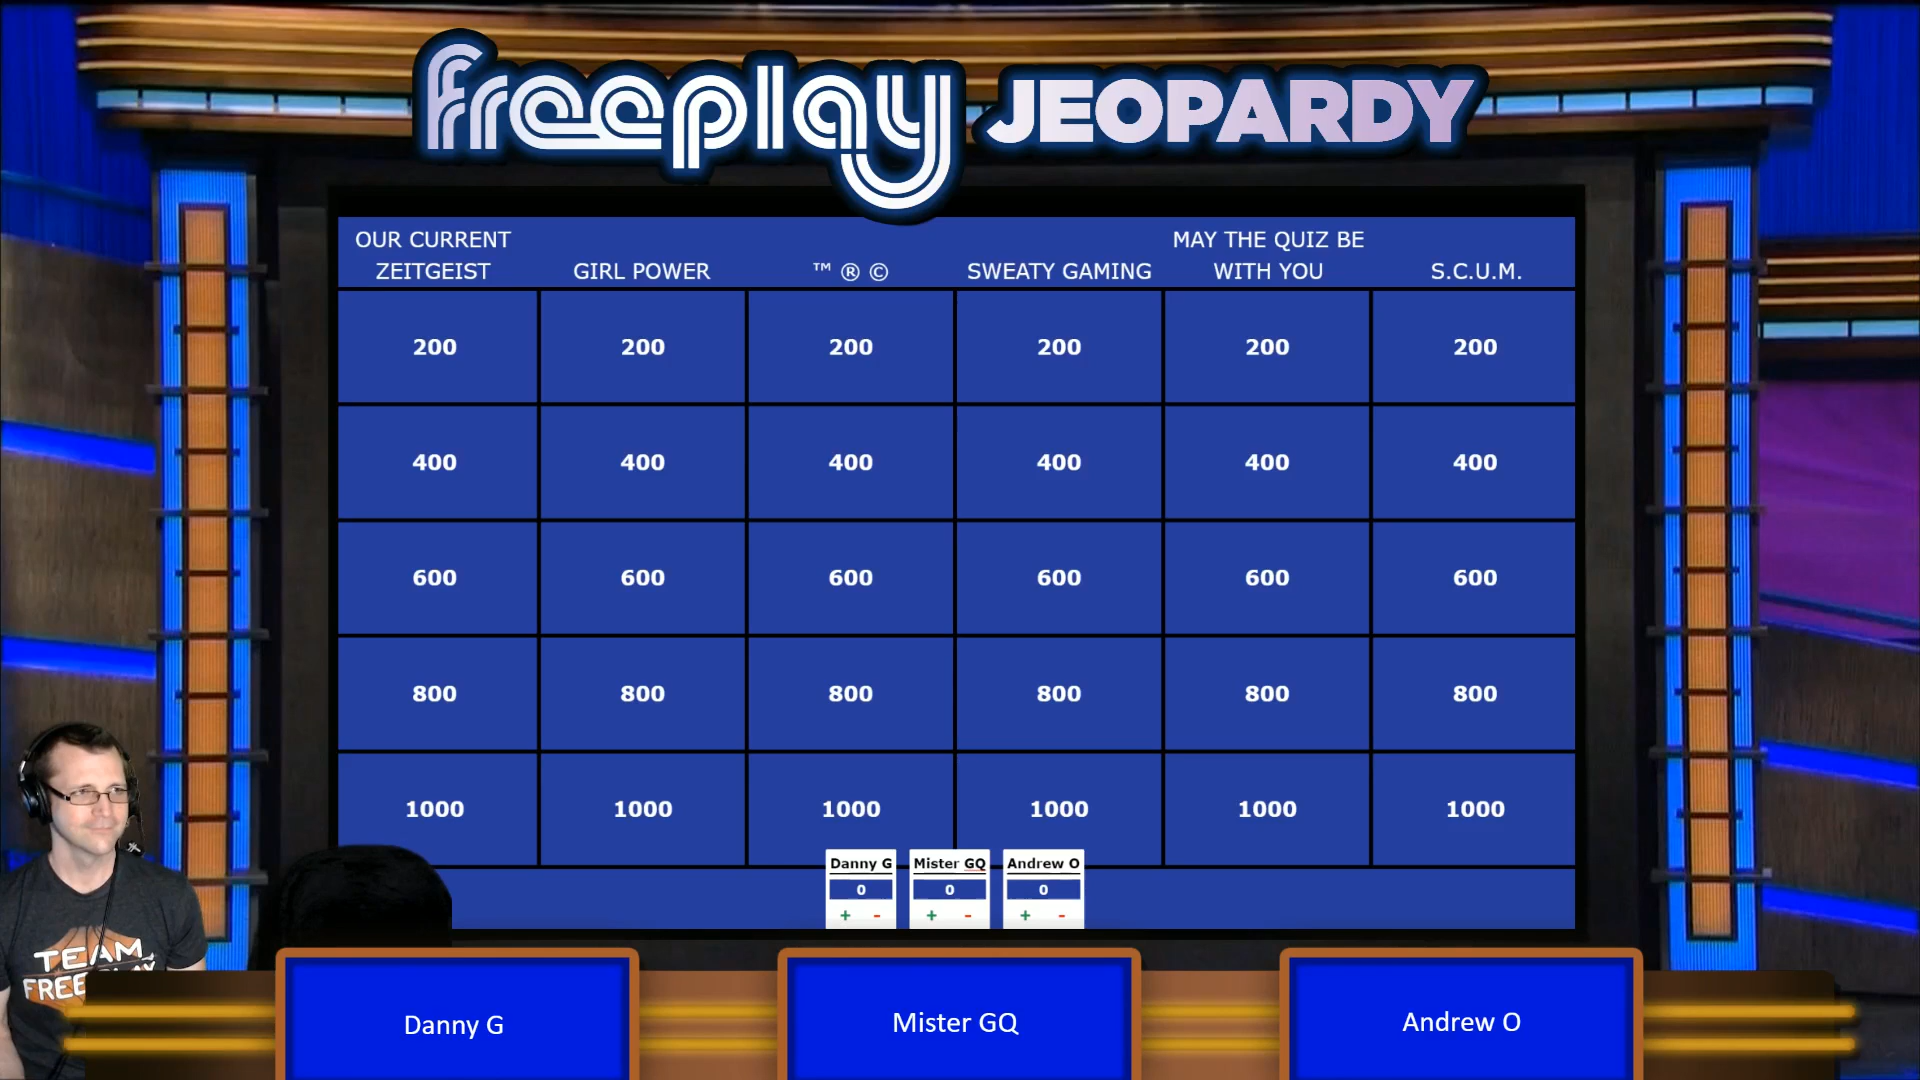 freeplay JEOPARDY
OUR CURRENT ZEITGEIST
GIRL POWER
™ ® ©
SWEATY GAMING
MAY THE QUIZ BE WITH YOU
S.C.U.M.
200 200 200 200 200 200
400 400 400 400 400 400
600 600 600 600 600 600
800 800 800 800 800 800
1000 1000 1000 1000 1000 1000
Danny G Mister GQ Andrew O
0 0 0
+ - + - + -
TEAM
FREEPLAY
Danny G Mister GQ Andrew O